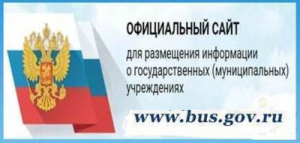 ОФИЦИАЛЬНЫЙ САЙТ
для размещения информации
о государственных (муниципальных)
учреждениях
www.bus.gov.ru